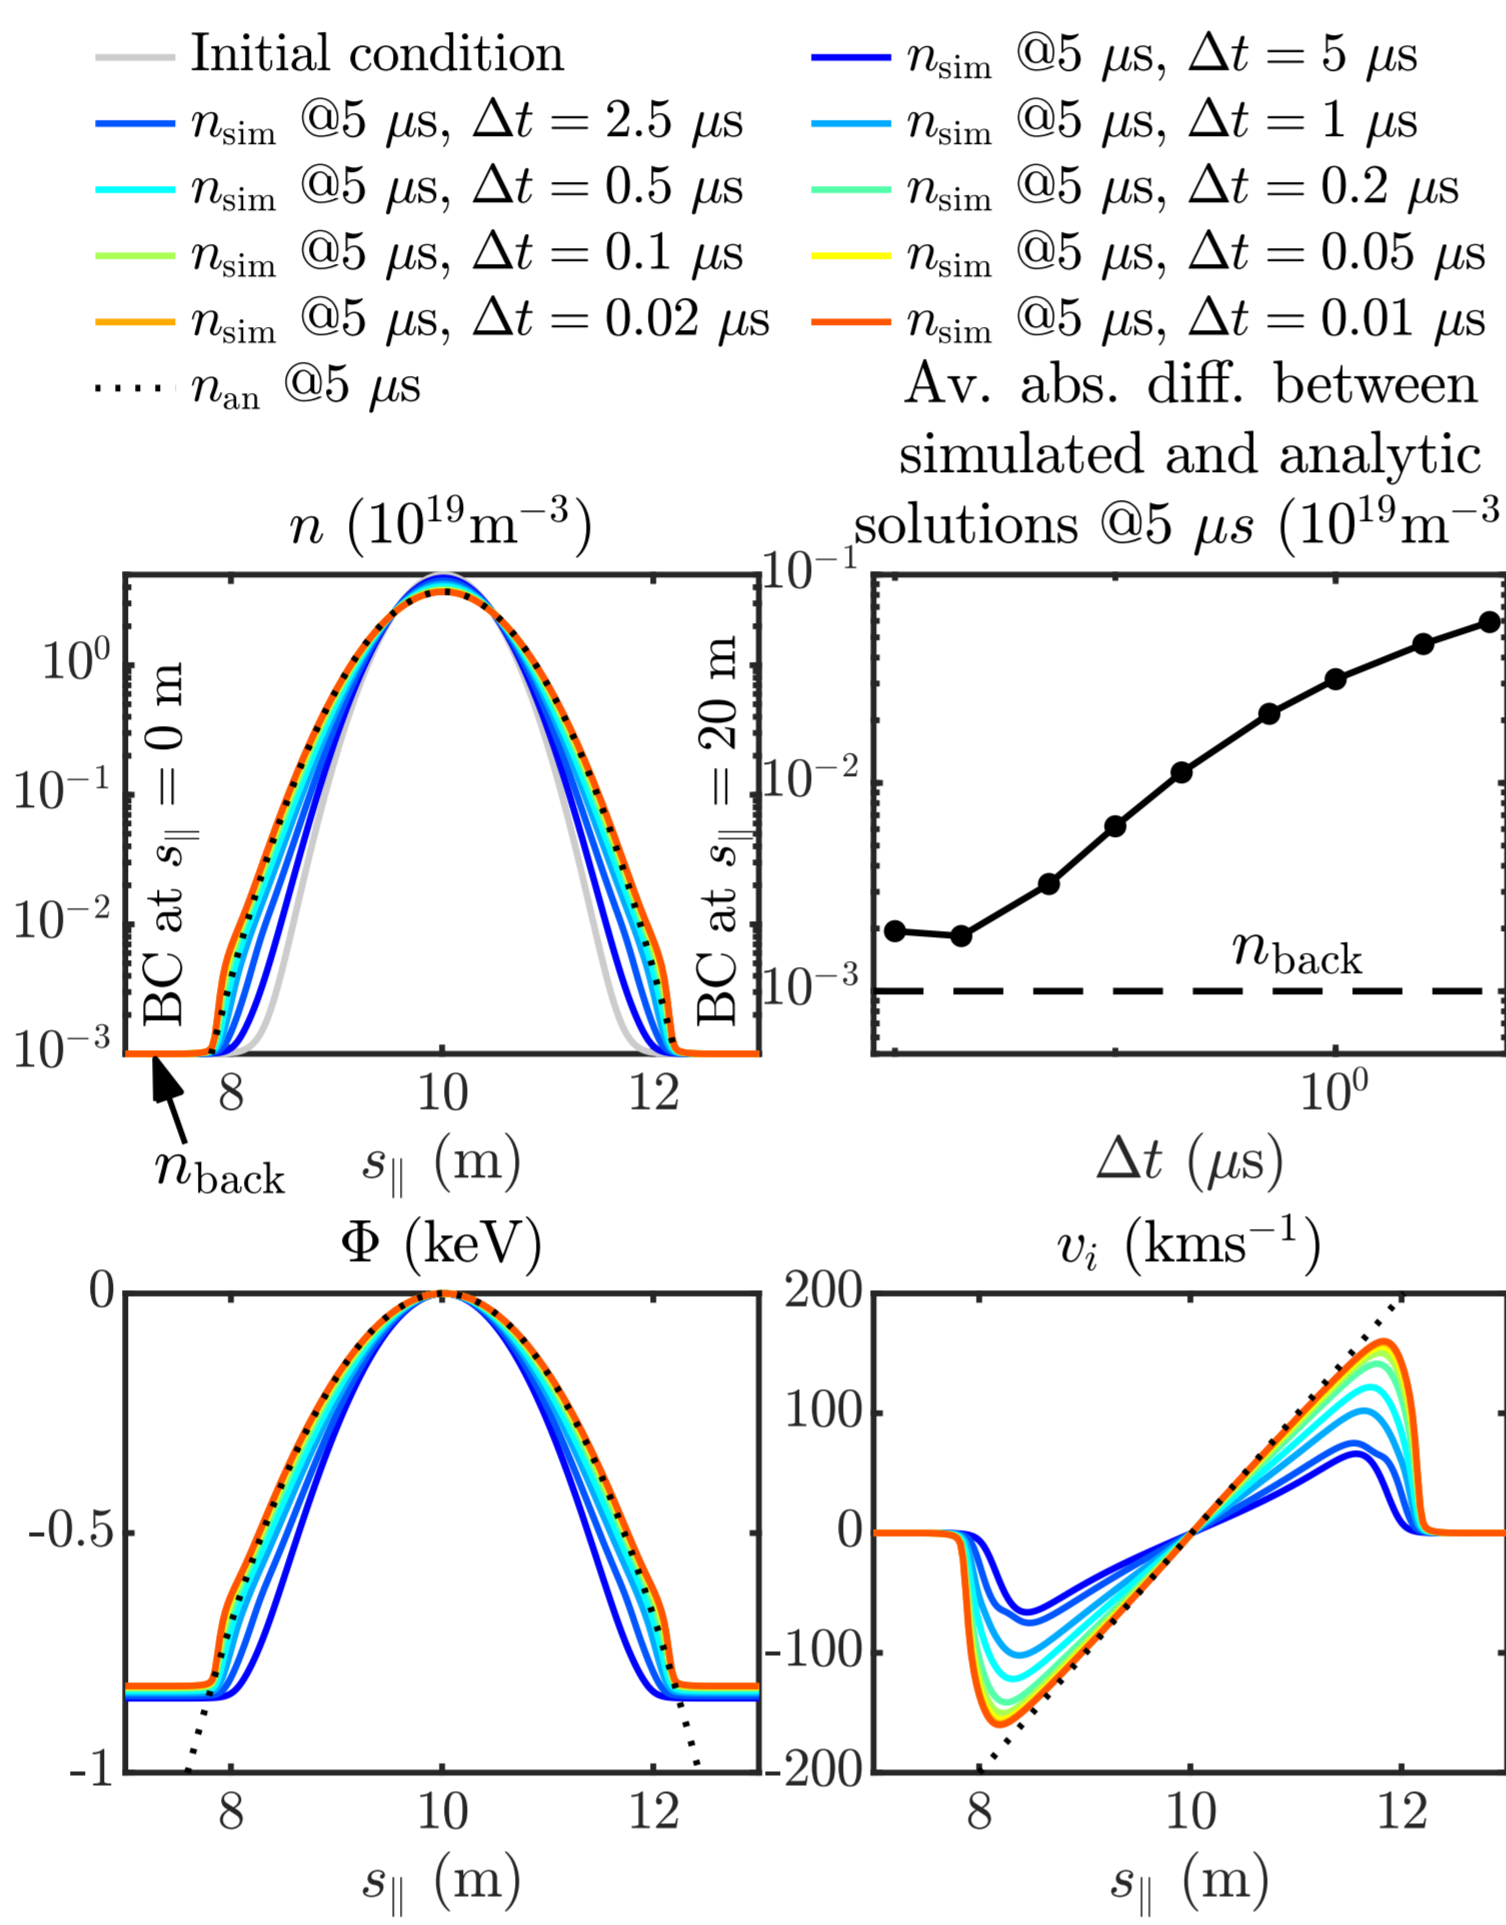 Initial condition
n_sim @5 μs, Δt = 5 μs
n_sim @5 μs, Δt = 2.5 μs
n_sim @5 μs, Δt = 1 μs
n_sim @5 μs, Δt = 0.5 μs
n_sim @5 μs, Δt = 0.2 μs
n_sim @5 μs, Δt = 0.1 μs
n_sim @5 μs, Δt = 0.05 μs
n_sim @5 μs, Δt = 0.02 μs
n_sim @5 μs, Δt = 0.01 μs
n_an @5 μs
Av. abs. diff. between
simulated and analytic
solutions @5 μs (10^19 m^−3
n (10^19 m^−3)
10^0
10^−1
10^−2
10^−3
BC at s_∥ = 0 m
BC at s_∥ = 20 m
8 10 12
n_back
s_∥ (m)
10^−1
10^−2
10^−3
n_back
10^0
Δt (μs)
Φ (keV)
0
-0.5
-1
8 10 12
s_∥ (m)
v_i (kms^−1)
200
100
0
-100
-200
8 10 12
s_∥ (m)